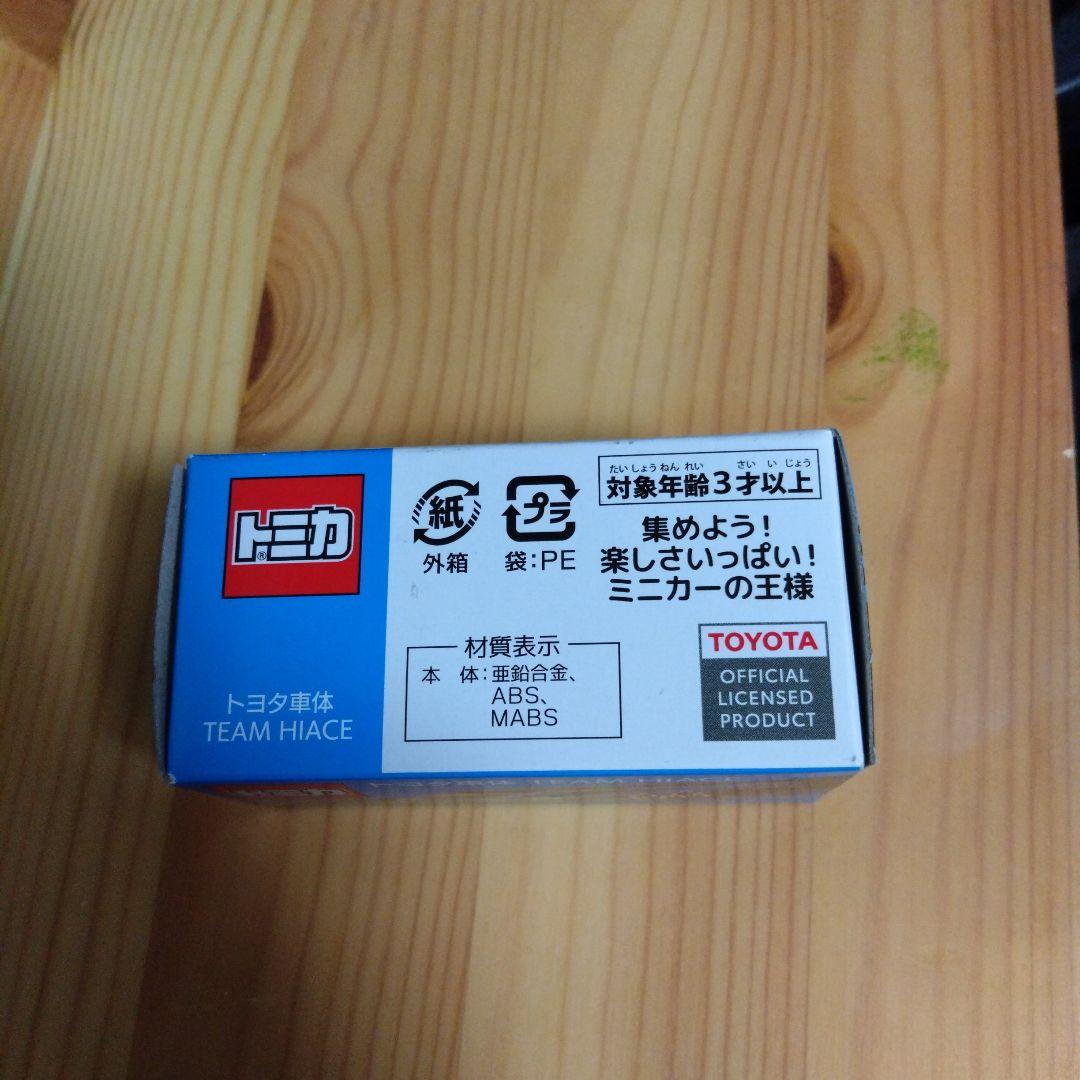 トミカ
®
トヨタ車体
TEAM HIACE
紙
外箱
プラ
袋：PE
たいしょうねんれい さいいじょう
対象年齢3才以上
集めよう！
楽しさいっぱい！
ミニカーの王様
材質表示
本 体：亜鉛合金、
ABS、
MABS
TOYOTA
OFFICIAL
LICENSED
PRODUCT